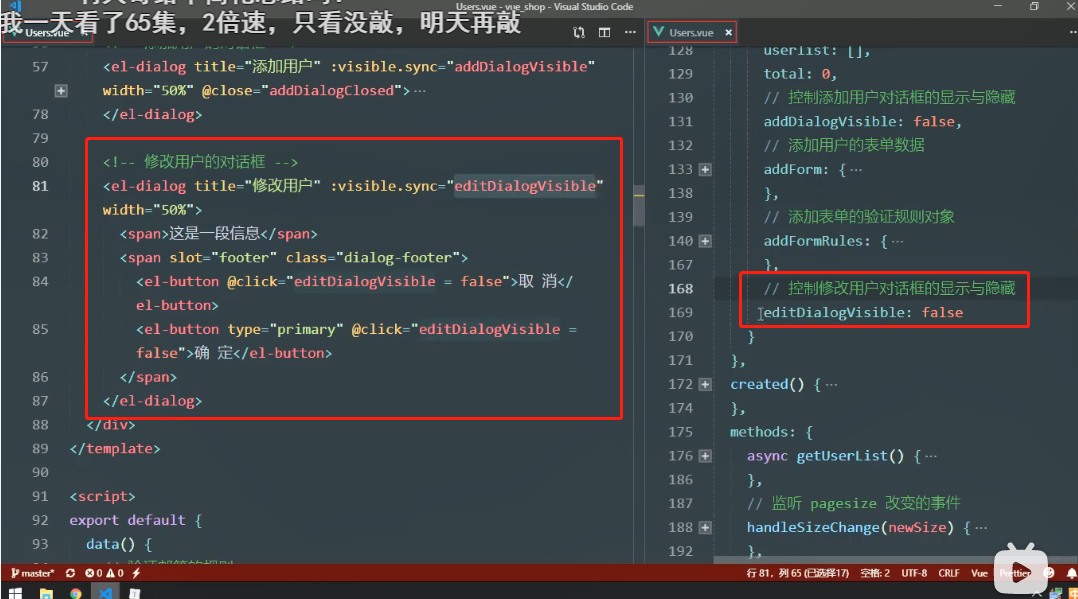 Users.vue - vue_shop - Visual Studio Code
我一天看了65集，2倍速，只看没敲，明天再敲
Users.vue
57 <el-dialog title="添加用户" :visible.sync="addDialogVisible"
width="50%" @close="addDialogClosed">…
78 </el-dialog>
79
80 <!-- 修改用户的对话框 -->
81 <el-dialog title="修改用户" :visible.sync="editDialogVisible"
width="50%">
82 <span>这是一段信息</span>
83 <span slot="footer" class="dialog-footer">
84 <el-button @click="editDialogVisible = false">取 消</
el-button>
85 <el-button type="primary" @click="editDialogVisible =
false">确 定</el-button>
86 </span>
87 </el-dialog>
88 </div>
89 </template>
90
91 <script>
92 export default {
93 data() {
Users.vue
128 userlist: [],
129 total: 0,
130 // 控制添加用户对话框的显示与隐藏
131 addDialogVisible: false,
132 // 添加用户的表单数据
133 addForm: {…
138 },
139 // 添加表单的验证规则对象
140 addFormRules: {…
167 },
168 // 控制修改用户对话框的显示与隐藏
169 editDialogVisible: false
170 }
171 },
172 created() {…
174 },
175 methods: {
176 async getUserList() {…
186 },
187 // 监听 pagesize 改变的事件
188 handleSizeChange(newSize) {…
192 },
master* 0 0 行 81，列 65 (已选择17) 空格: 2 UTF-8 CRLF Vue Prettier